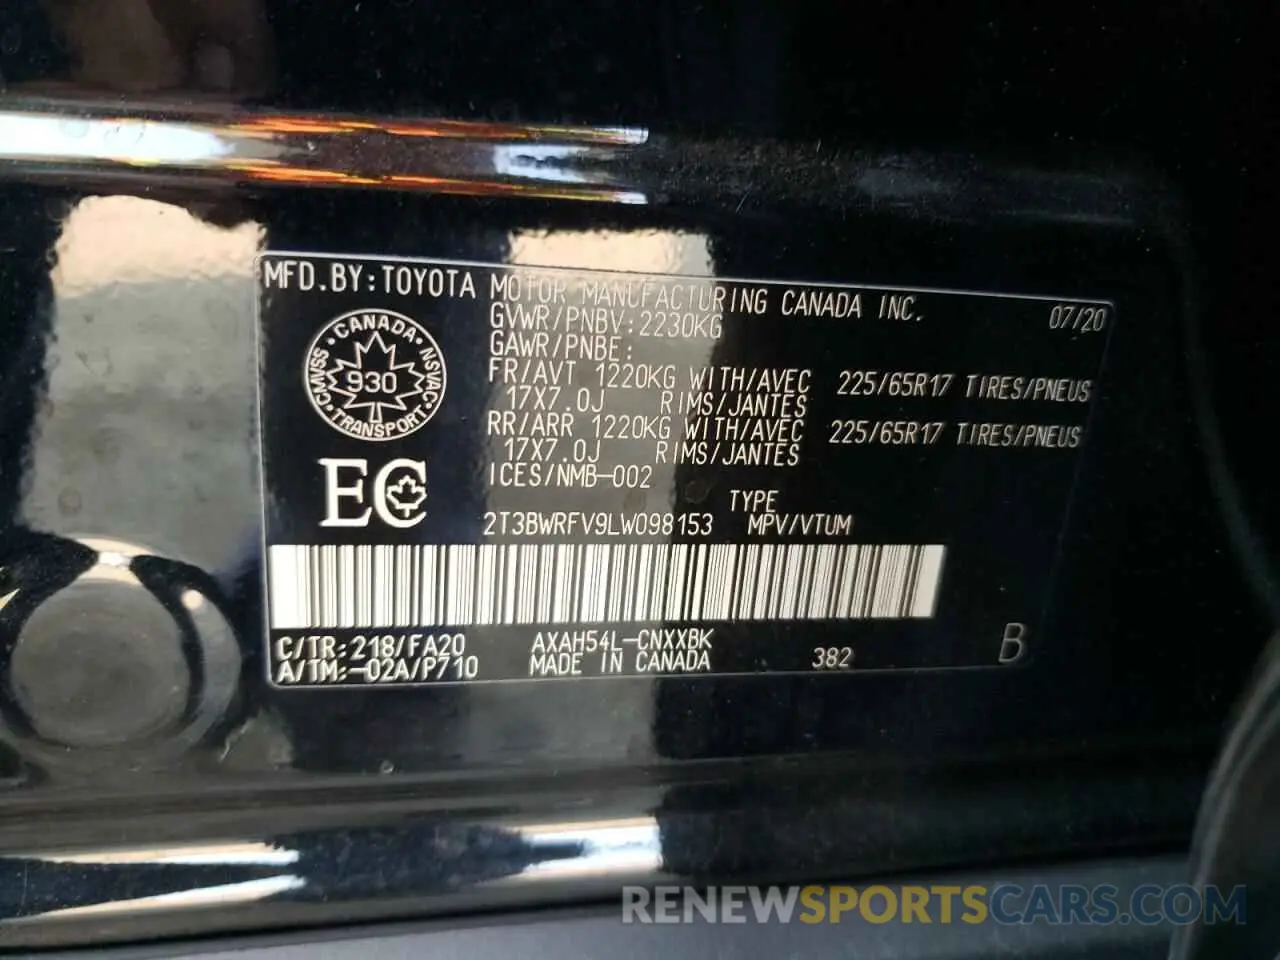 MFD.BY:TOYOTA MOTOR MANUFACTURING CANADA INC. 07/20
GVWR/PNBV:2230KG
GAWR/PNBE:
FR/AVT 1220KG WITH/AVEC 225/65R17 TIRES/PNEUS
17X7.0J RIMS/JANTES
RR/ARR 1220KG WITH/AVEC 225/65R17 TIRES/PNEUS
17X7.0J RIMS/JANTES
ICES/NMB-002
CANADA
CMVSS NSVAC
930
TRANSPORT
EC
TYPE
2T3BWRFV9LW098153 MPV/VTUM
C/TR:218/FA20 AXAH54L-CNXXBK
A/TM:-02A/P710 MADE IN CANADA 382 B
RENEWSPORTSCARS.COM